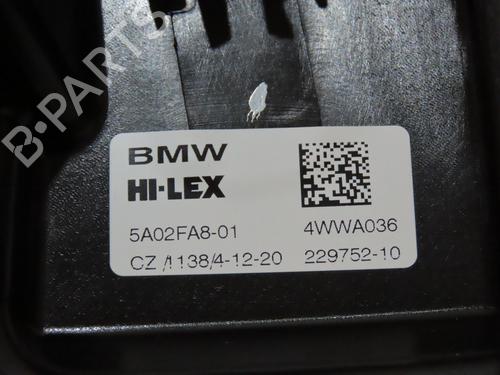 B-PARTS
BMW
HI-LEX
5A02FA8-01 4WWA036
CZ /1138/4-12-20 229752-10